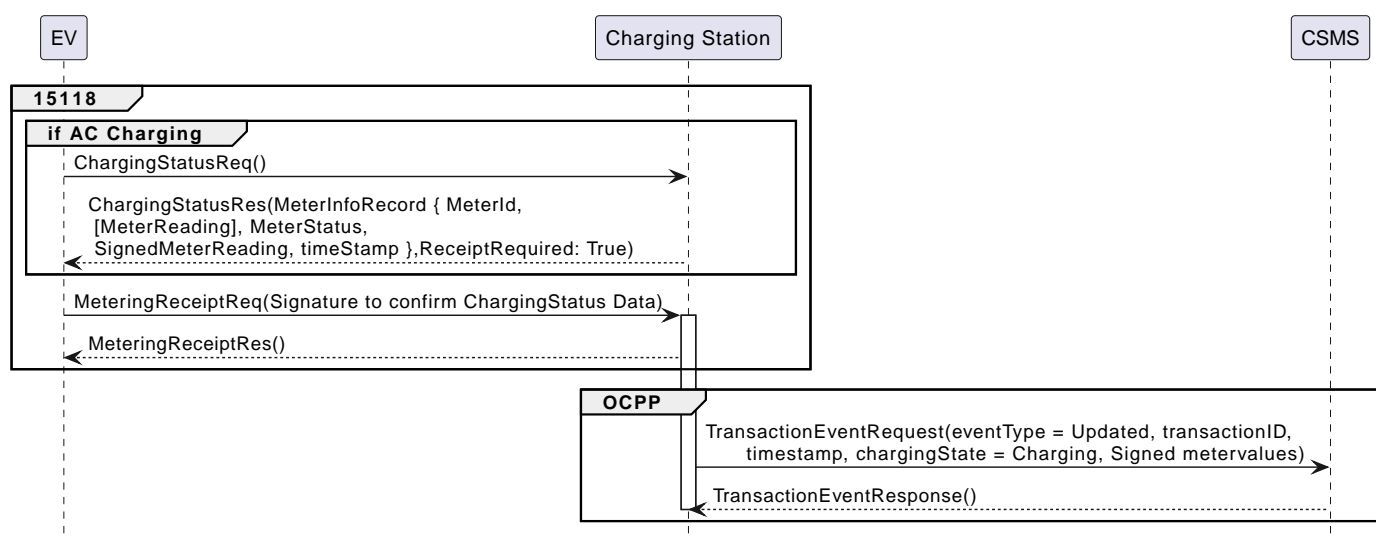 EV
Charging Station
CSMS
15118
if AC Charging
ChargingStatusReq()
ChargingStatusRes(MeterInfoRecord { MeterId,
[MeterReading], MeterStatus,
SignedMeterReading, timeStamp },ReceiptRequired: True)
MeteringReceiptReq(Signature to confirm ChargingStatus Data)
MeteringReceiptRes()
OCPP
TransactionEventRequest(eventType = Updated, transactionID,
timestamp, chargingState = Charging, Signed metervalues)
TransactionEventResponse()